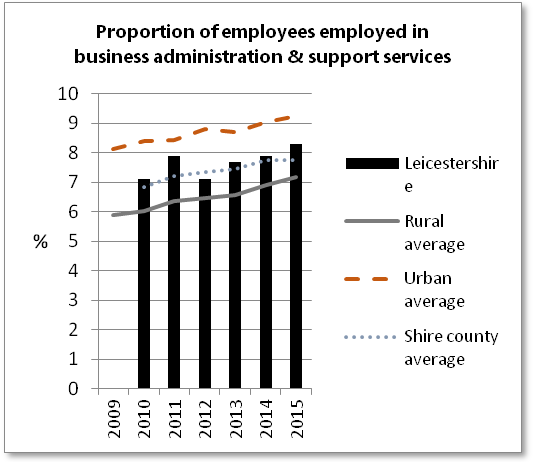 Proportion of employees employed in
business administration & support services
10
9
8
7
6
5
4
3
2
1
0
%
2009
2010
2011
2012
2013
2014
2015
Leicestershir
e
Rural
average
Urban
average
Shire county
average